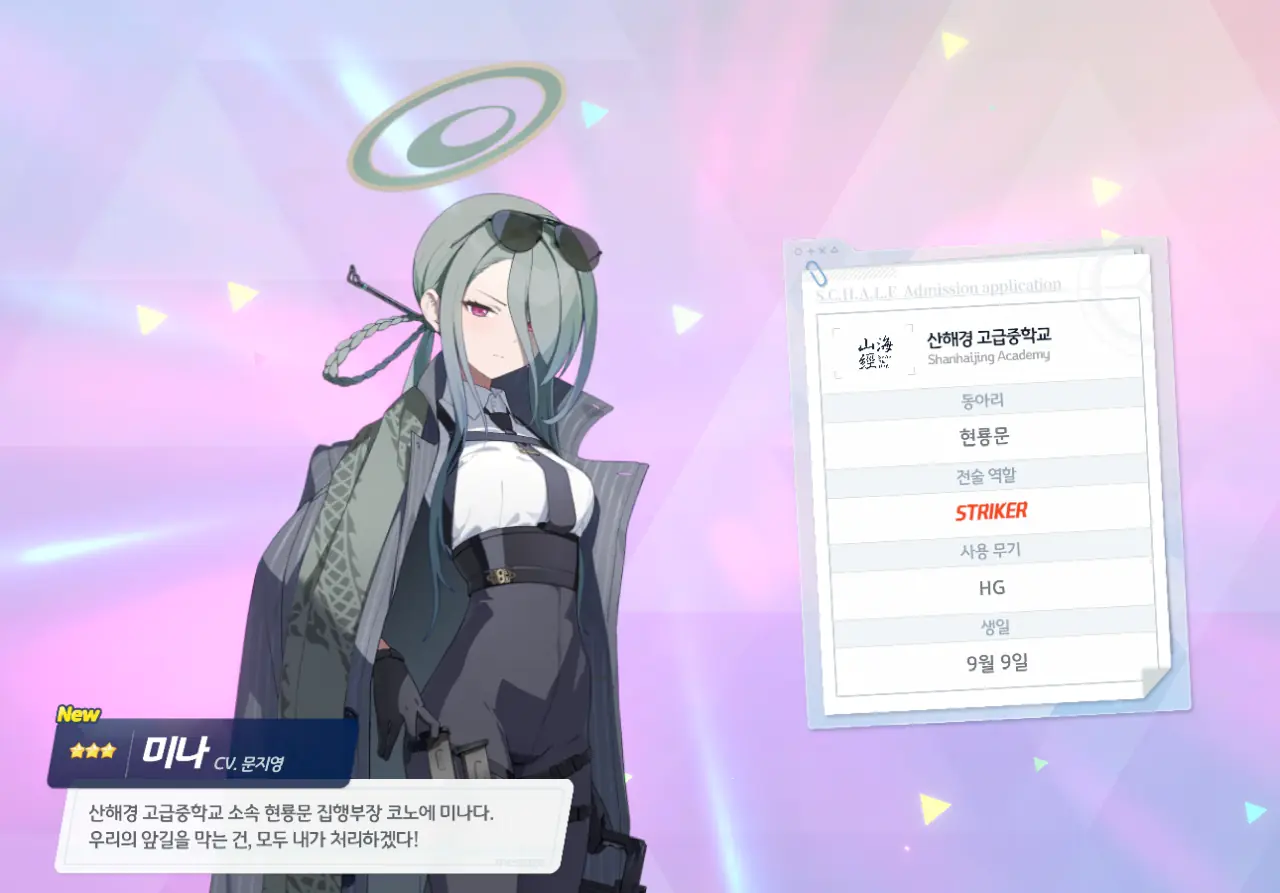 S.C.H.A.L.E Admission application
山海
經
산해경 고급중학교
Shanhaijing Academy
동아리
현룡문
전술 역할
STRIKER
사용 무기
HG
생일
9월 9일
New
미나 CV. 문지영
산해경 고급중학교 소속 현룡문 집행부장 코노에 미나다.
우리의 앞길을 막는 건, 모두 내가 처리하겠다!